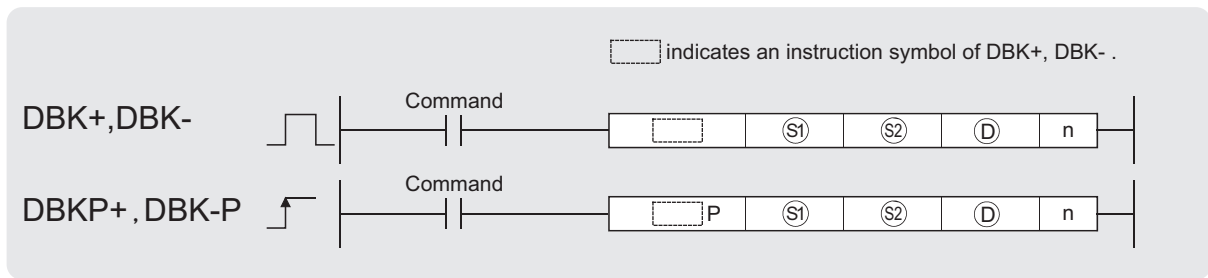 indicates an instruction symbol of DBK+, DBK- .
DBK+,DBK-
Command
S1 S2 D n
DBKP+ , DBK-P
Command
P S1 S2 D n